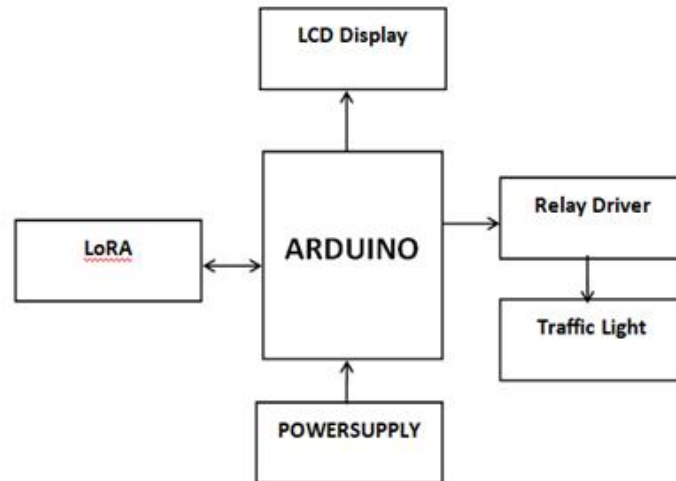 LCD Display
LoRA
ARDUINO
Relay Driver
Traffic Light
POWERSUPPLY